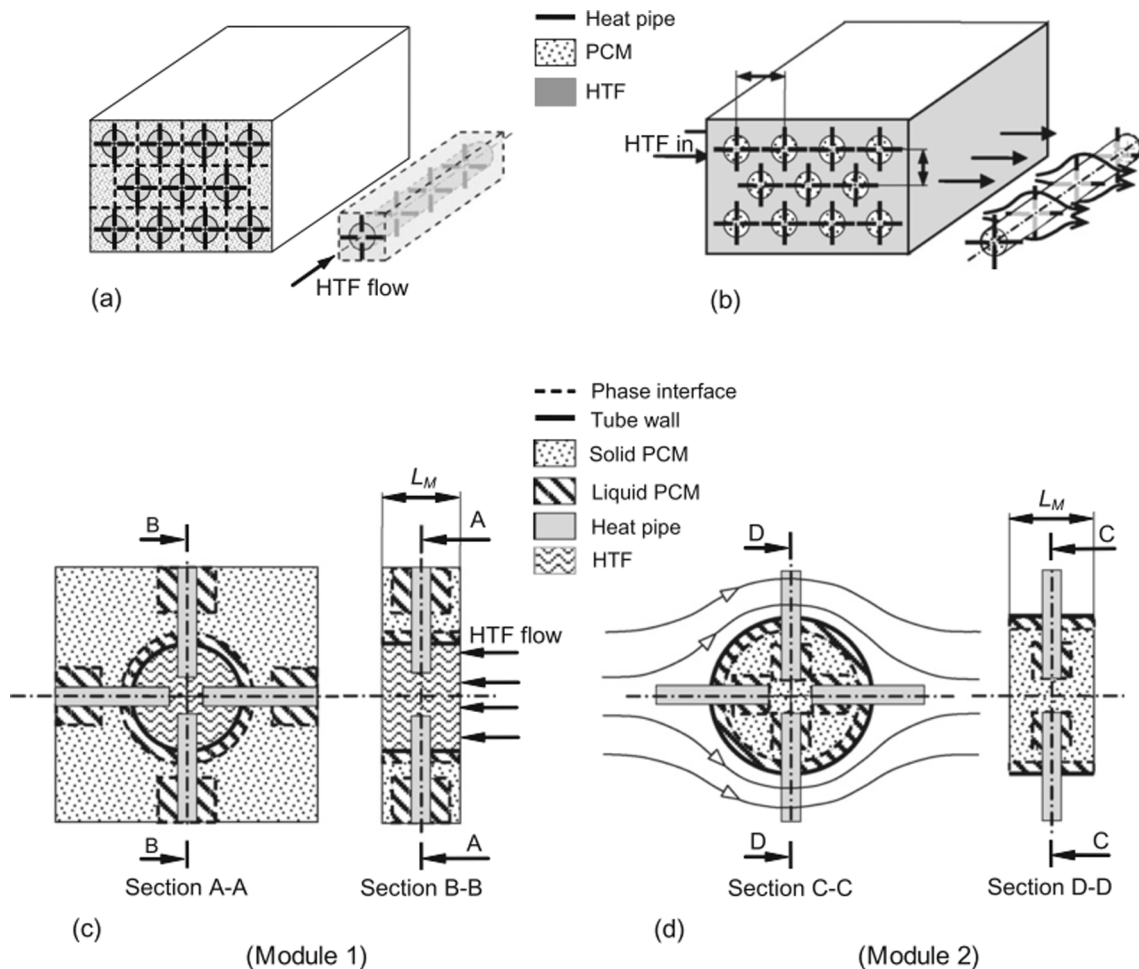 Heat pipe
PCM
HTF
HTF flow
(a)
HTF in
(b)
Phase interface
Tube wall
Solid PCM
Liquid PCM
Heat pipe
HTF
B
B
Section A-A
(c)
L_M
A
HTF flow
A
Section B-B
(Module 1)
D
D
Section C-C
(d)
L_M
C
C
Section D-D
(Module 2)